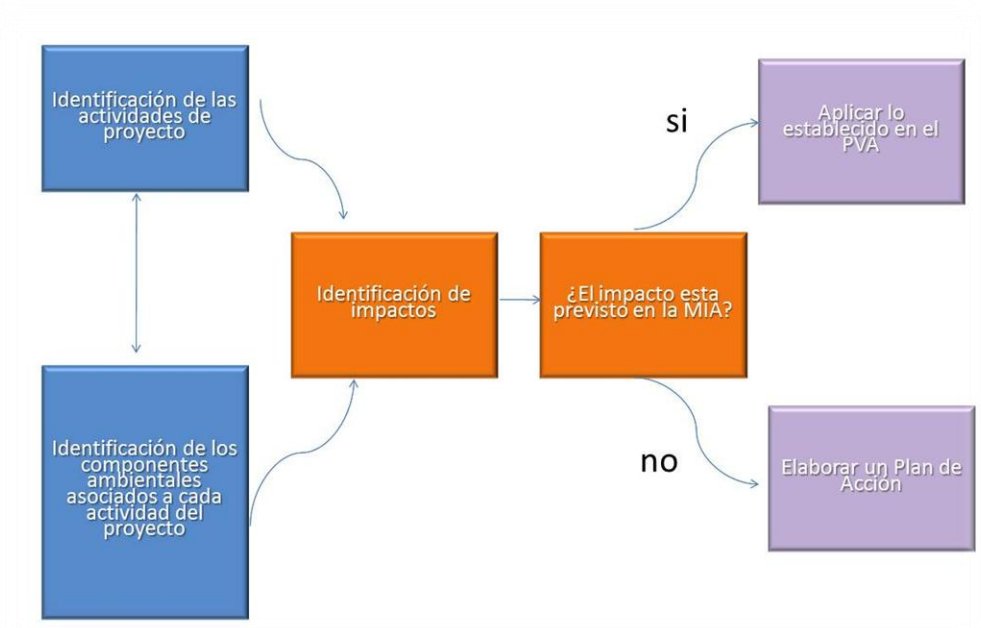 Identificación de las
actividades de
proyecto
si
Aplicar lo
establecido en el
PVA
Identificación de
impactos
¿El impacto esta
previsto en la MIA?
Identificación de los
componentes
ambientales
asociados a cada
actividad del
proyecto
no
Elaborar un Plan de
Acción